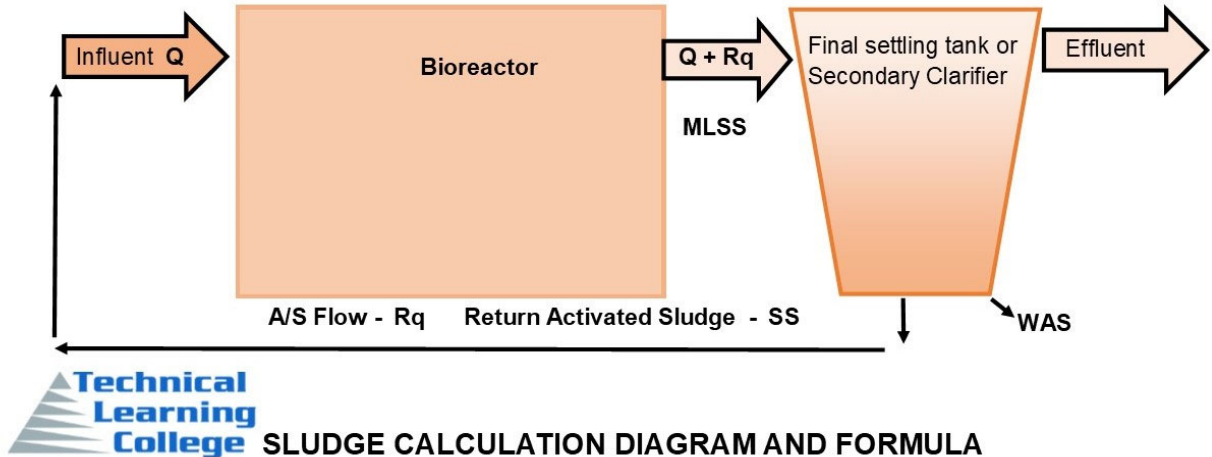 Influent Q
Bioreactor
Q + Rq
MLSS
Final settling tank or
Secondary Clarifier
Effluent
A/S Flow - Rq Return Activated Sludge - SS
WAS
Technical
Learning
College
SLUDGE CALCULATION DIAGRAM AND FORMULA